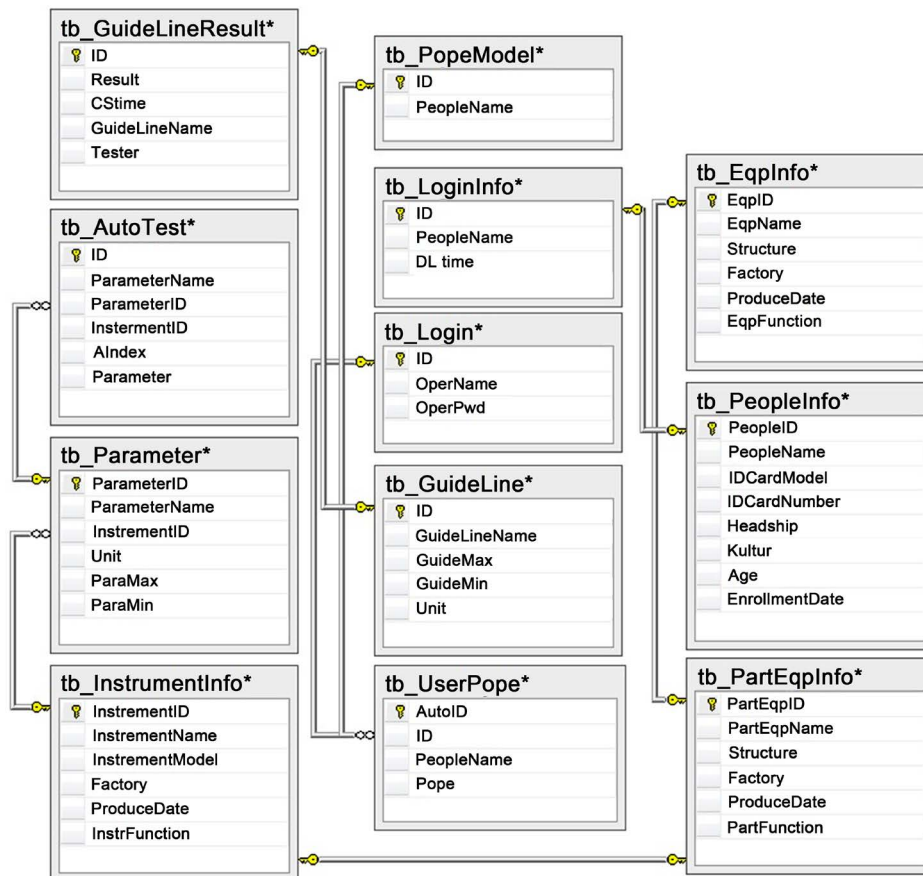 tb_GuideLineResult*
ID
Result
CStime
GuideLineName
Tester
tb_AutoTest*
ID
ParameterName
ParameterID
InstermentID
AIndex
Parameter
tb_Parameter*
ParameterID
ParameterName
InstrementID
Unit
ParaMax
ParaMin
tb_InstrumentInfo*
InstrementID
InstrementName
InstrementModel
Factory
ProduceDate
InstrFunction
tb_PopeModel*
ID
PeopleName
tb_LoginInfo*
ID
PeopleName
DL time
tb_Login*
ID
OperName
OperPwd
tb_GuideLine*
ID
GuideLineName
GuideMax
GuideMin
Unit
tb_UserPope*
AutoID
ID
PeopleName
Pope
tb_EqpInfo*
EqpID
EqpName
Structure
Factory
ProduceDate
EqpFunction
tb_PeopleInfo*
PeopleID
PeopleName
IDCardModel
IDCardNumber
Headship
Kultur
Age
EnrollmentDate
tb_PartEqpInfo*
PartEqpID
PartEqpName
Structure
Factory
ProduceDate
PartFunction